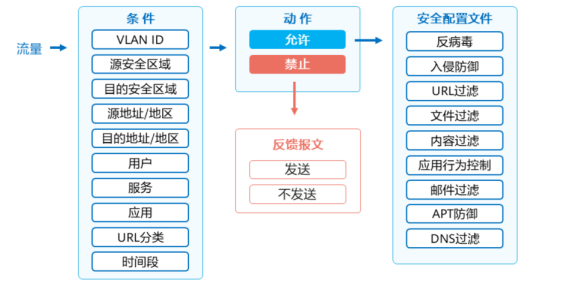 流量
条 件
VLAN ID
源安全区域
目的安全区域
源地址/地区
目的地址/地区
用户
服务
应用
URL分类
时间段
动 作
允许
禁止
反馈报文
发送
不发送
安全配置文件
反病毒
入侵防御
URL过滤
文件过滤
内容过滤
应用行为控制
邮件过滤
APT防御
DNS过滤